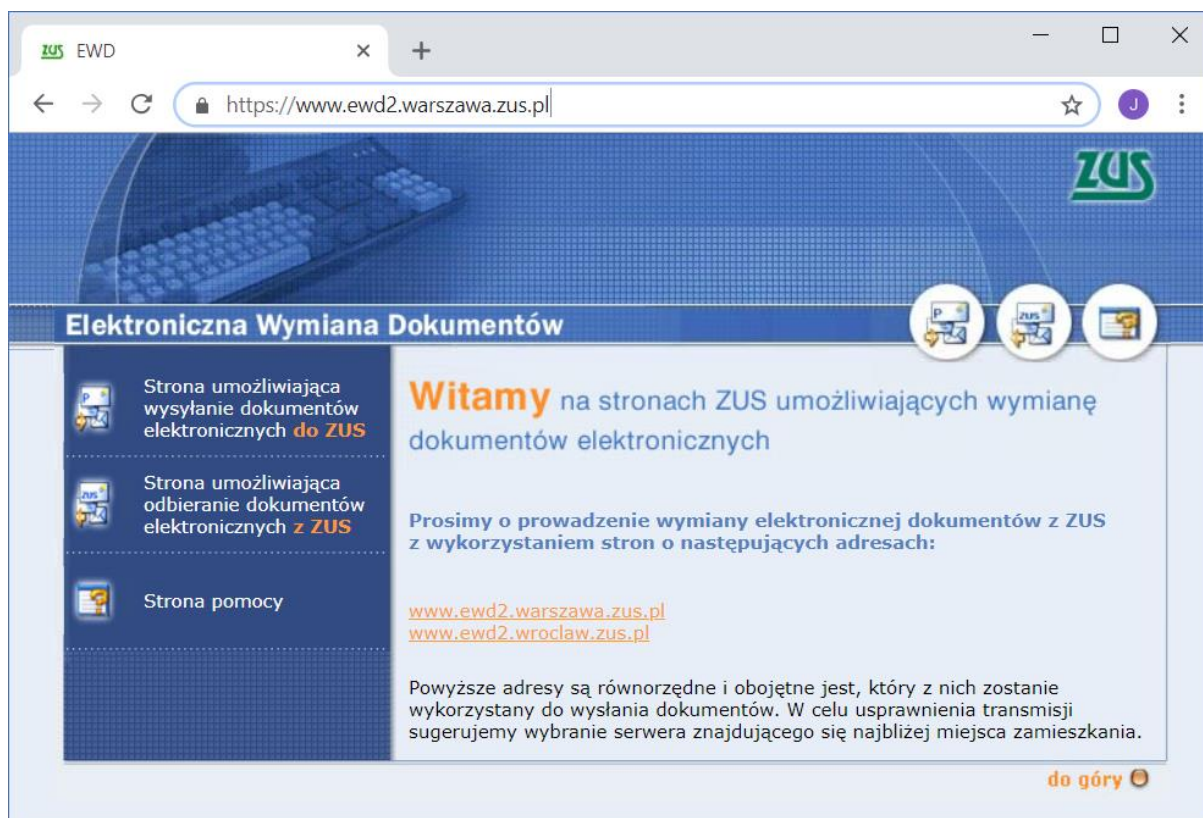 ZUS EWD
https://www.ewd2.warszawa.zus.pl
J
ZUS
Elektroniczna Wymiana Dokumentów
P
ZUS
Strona umożliwiająca
wysyłanie dokumentów
elektronicznych do ZUS
Strona umożliwiająca
odbieranie dokumentów
elektronicznych z ZUS
Strona pomocy
Witamy na stronach ZUS umożliwiających wymianę
dokumentów elektronicznych
Prosimy o prowadzenie wymiany elektronicznej dokumentów z ZUS
z wykorzystaniem stron o następujących adresach:
www.ewd2.warszawa.zus.pl
www.ewd2.wroclaw.zus.pl
Powyższe adresy są równorzędne i obojętne jest, który z nich zostanie
wykorzystany do wysłania dokumentów. W celu usprawnienia transmisji
sugerujemy wybranie serwera znajdującego się najbliżej miejsca zamieszkania.
do góry